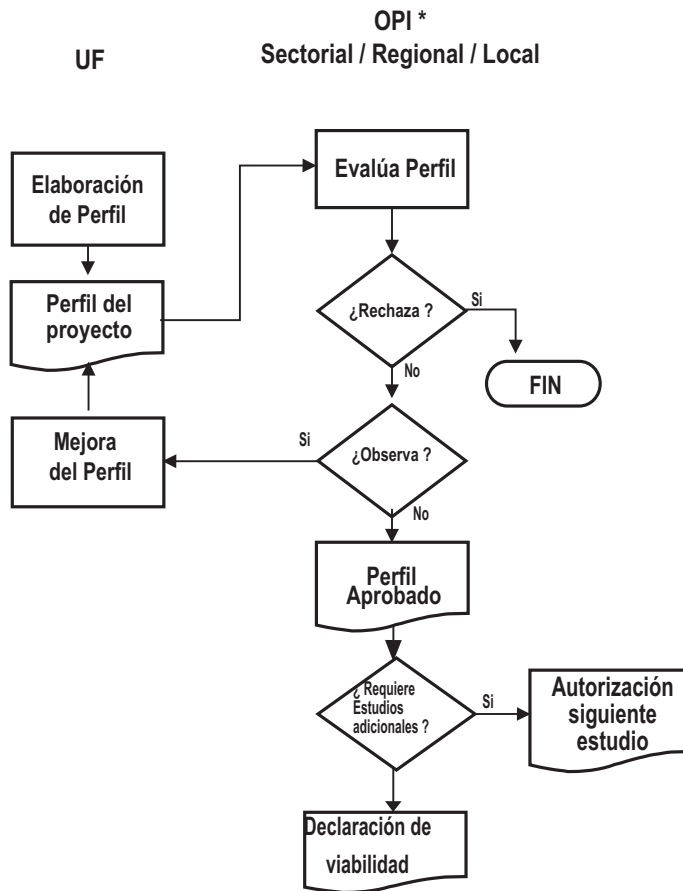 OPI *
UF
Sectorial / Regional / Local
Elaboración
de Perfil
Evalúa Perfil
Perfil del
proyecto
¿Rechaza ?
Si
FIN
No
Mejora
del Perfil
Si
¿Observa ?
No
Perfil
Aprobado
¿ Requiere
Estudios
adicionales ?
Si
Autorización
siguiente
estudio
Declaración de
viabilidad